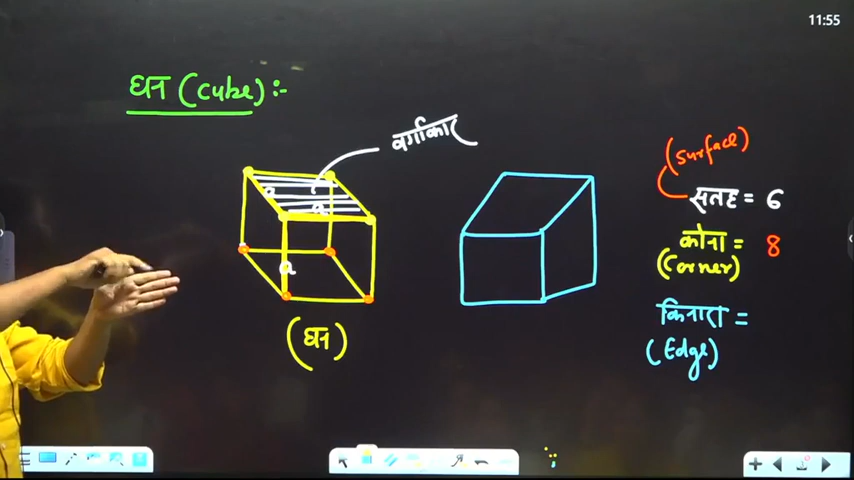 11:55
घन (Cube) :-
वर्गाकार
a
a
a
(घन)
(Surface)
सतह = 6
कोना = 8
(Corner)
किनारा =
(Edge)